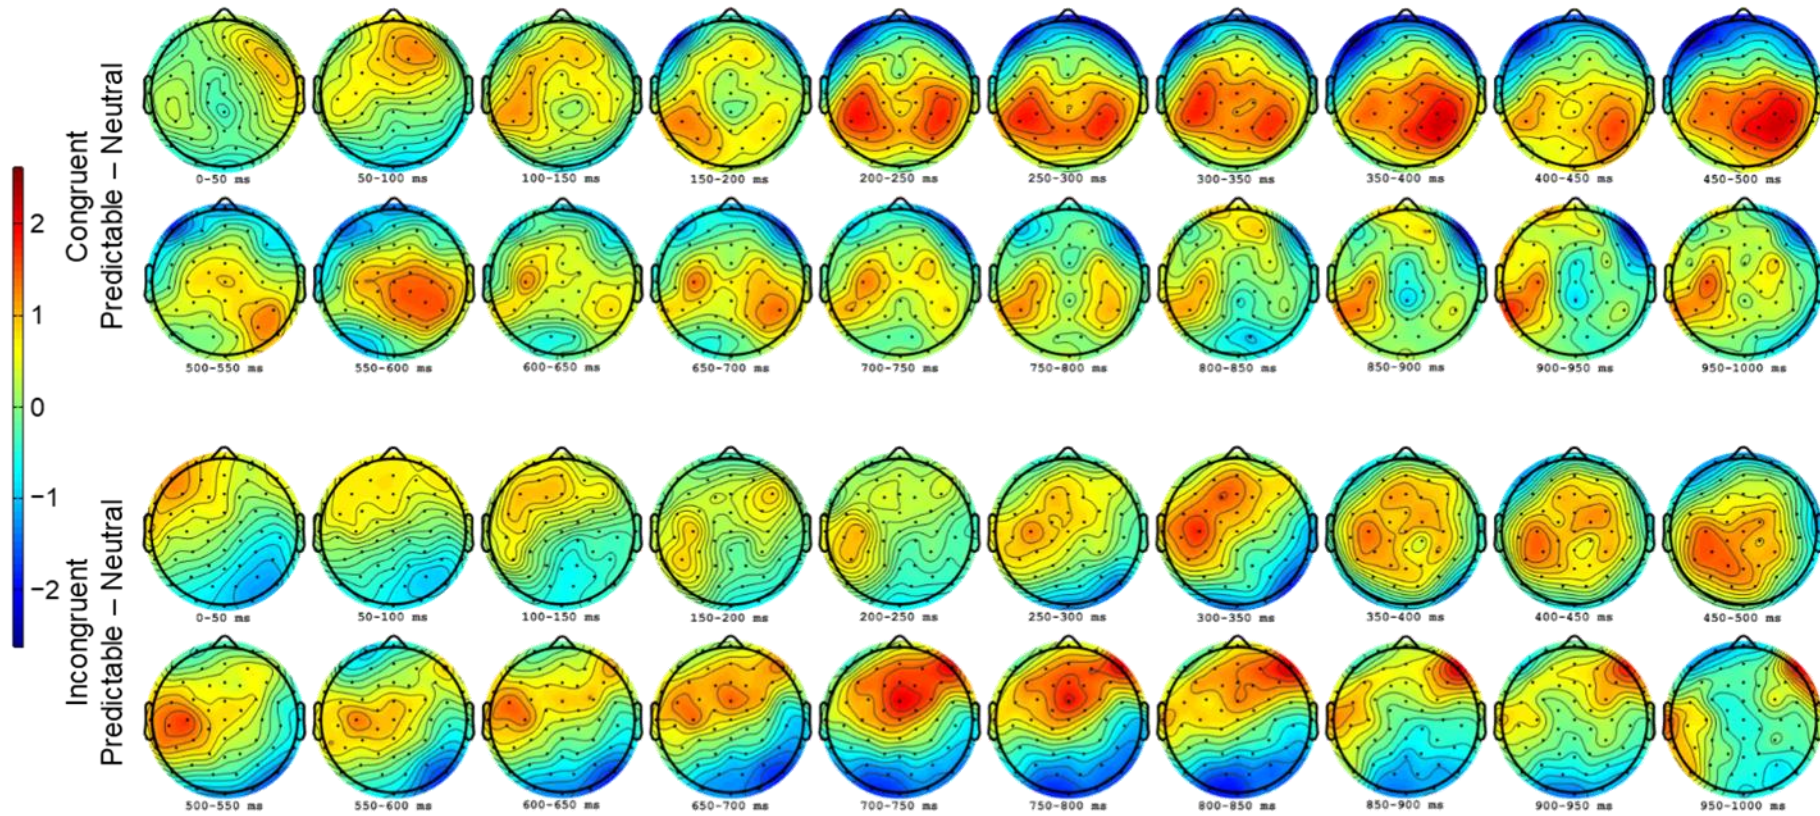 Congruent
Predictable – Neutral
0-50 ms
50-100 ms
100-150 ms
150-200 ms
200-250 ms
250-300 ms
300-350 ms
350-400 ms
400-450 ms
450-500 ms
500-550 ms
550-600 ms
600-650 ms
650-700 ms
700-750 ms
750-800 ms
800-850 ms
850-900 ms
900-950 ms
950-1000 ms
2
1
0
−1
−2
Incongruent
Predictable – Neutral
0-50 ms
50-100 ms
100-150 ms
150-200 ms
200-250 ms
250-300 ms
300-350 ms
350-400 ms
400-450 ms
450-500 ms
500-550 ms
550-600 ms
600-650 ms
650-700 ms
700-750 ms
750-800 ms
800-850 ms
850-900 ms
900-950 ms
950-1000 ms